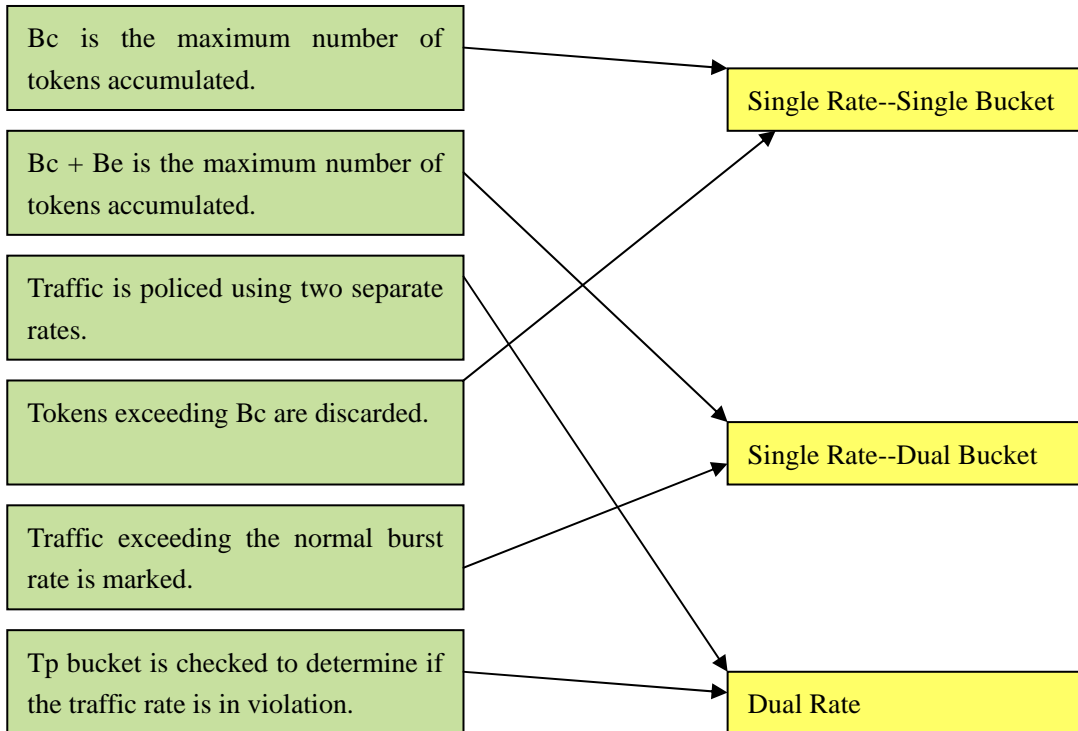 Bc is the maximum number of
tokens accumulated.
Single Rate--Single Bucket
Bc + Be is the maximum number of
tokens accumulated.
Traffic is policed using two separate
rates.
Tokens exceeding Bc are discarded.
Single Rate--Dual Bucket
Traffic exceeding the normal burst
rate is marked.
Tp bucket is checked to determine if
the traffic rate is in violation.
Dual Rate